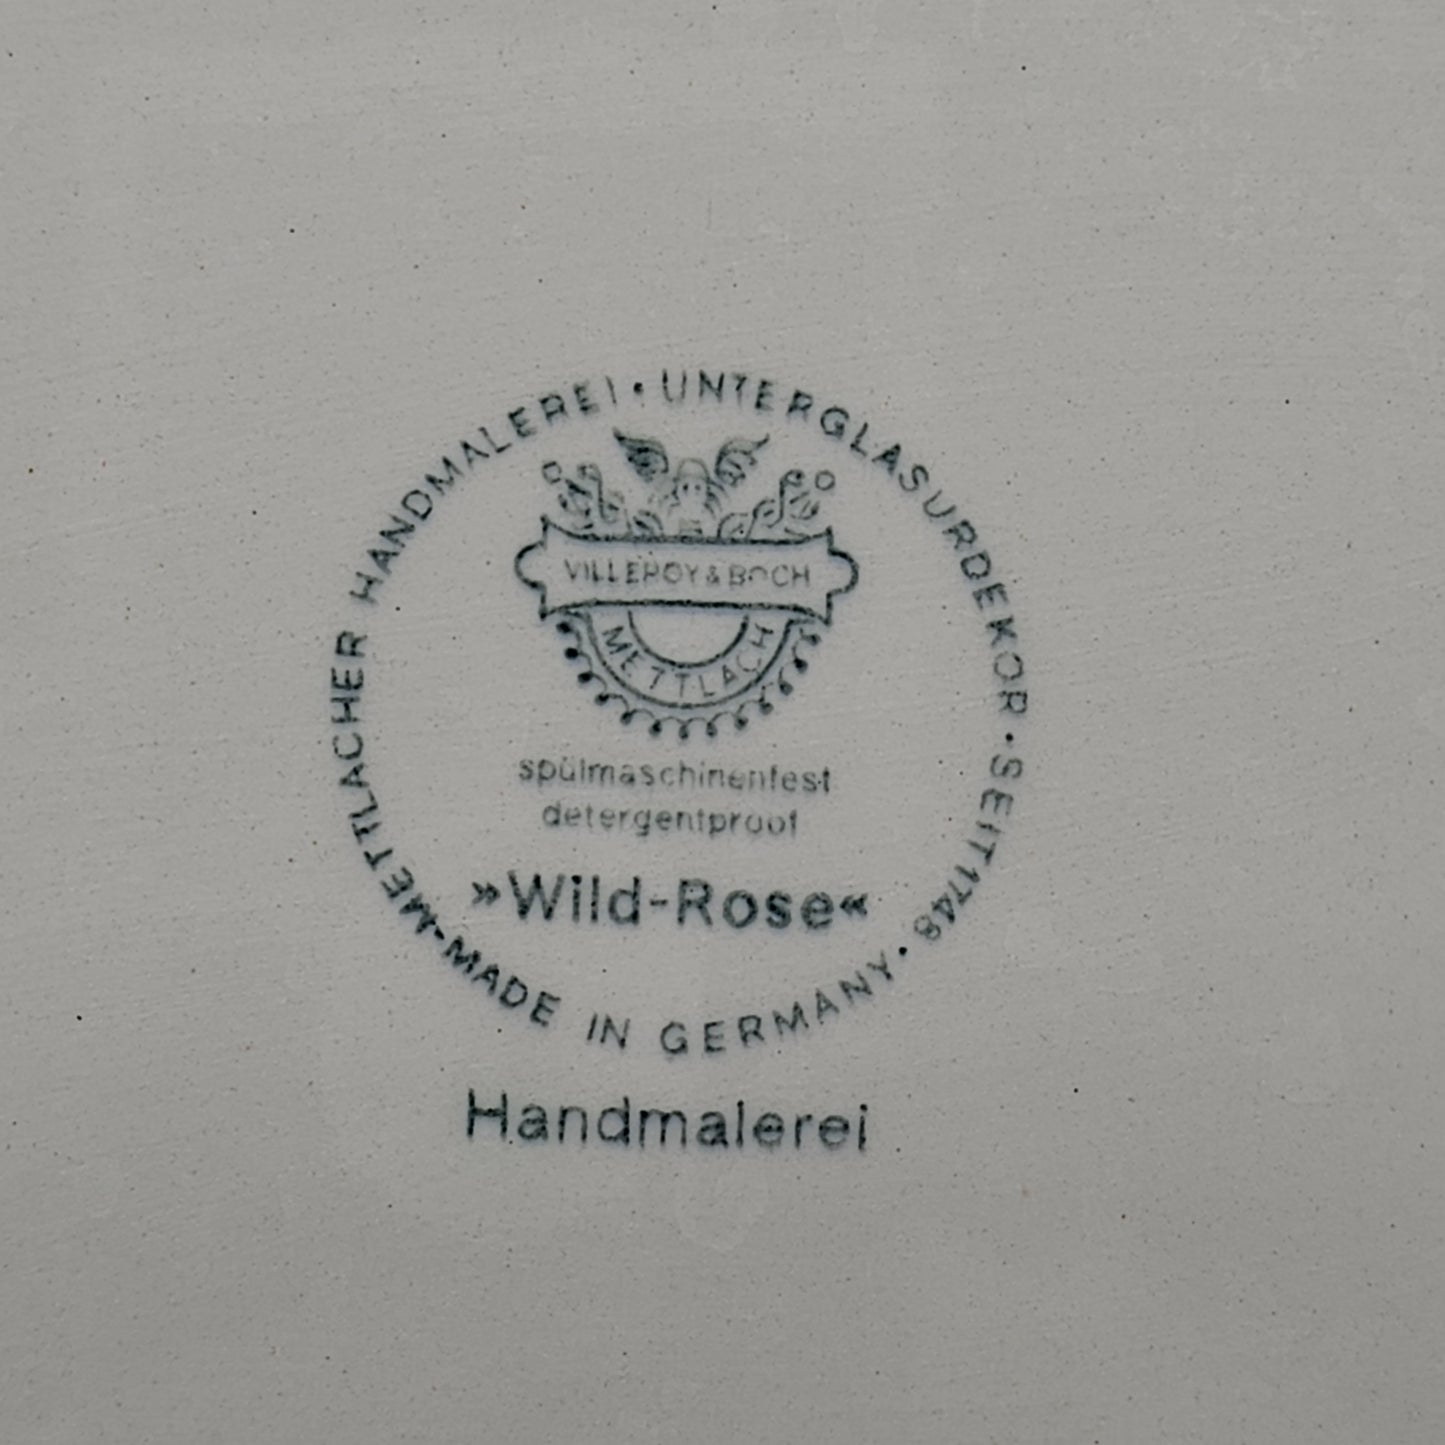 METTLACHER HANDMALEREI · UNTERGLASURDEKOR · SEIT 1748 · MADE IN GERMANY ·
VILLEROY & BOCH
METTLACH
spülmaschinenfest
detergentproof
»Wild-Rose«
Handmalerei